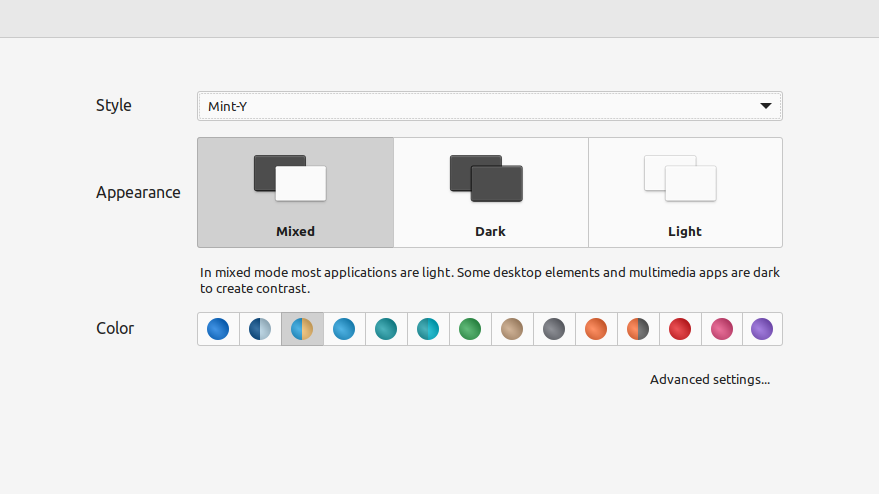 Style
Mint-Y
Appearance
Mixed
Dark
Light
In mixed mode most applications are light. Some desktop elements and multimedia apps are dark
to create contrast.
Color
Advanced settings...